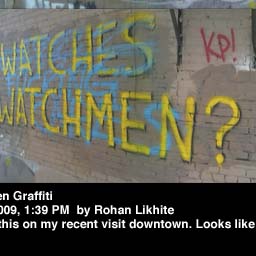 WATCHES
KP!
WATCHMEN?
en Graffiti
009, 1:39 PM by Rohan Likhite
this on my recent visit downtown. Looks like